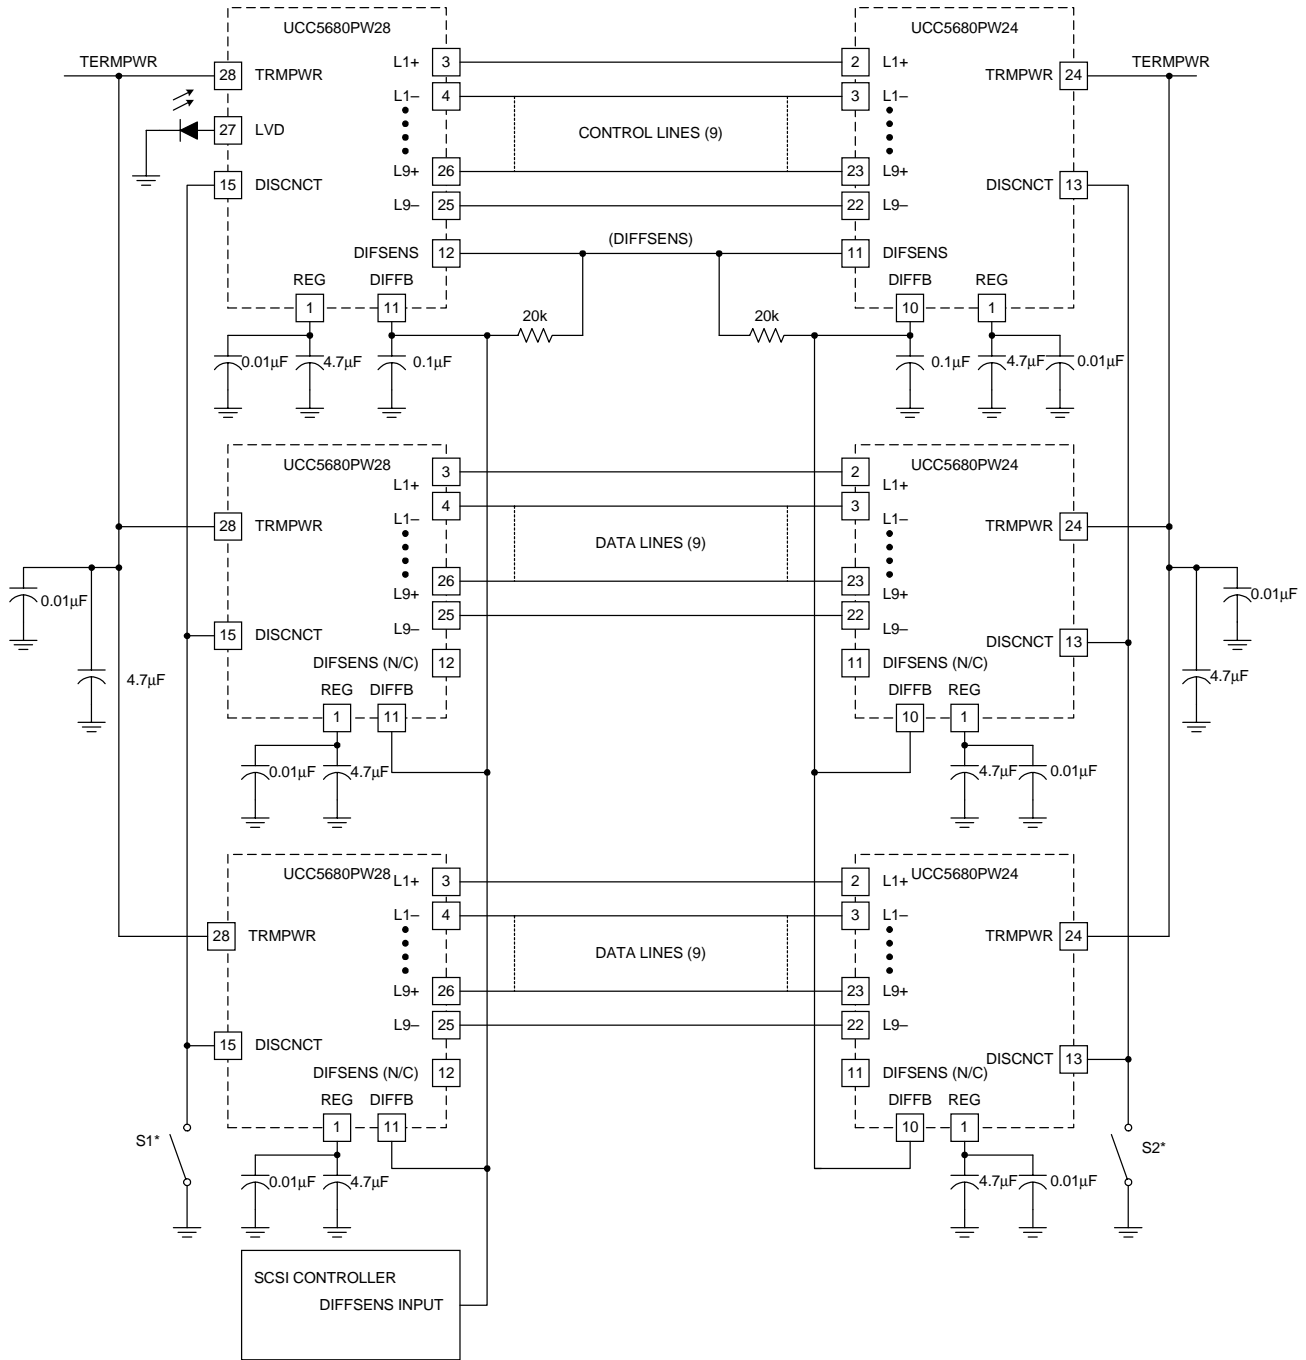 UCC5680PW28
UCC5680PW24
TERMPWR
28
TRMPWR
L1+
3
2
L1+
TRMPWR
24
TERMPWR
L1–
4
3
L1–
27
LVD
CONTROL LINES (9)
L9+
26
23
L9+
15
DISCNCT
DISCNCT
13
L9–
25
22
L9–
DIFSENS
12
(DIFFSENS)
11
DIFSENS
REG
DIFFB
DIFFB
REG
1
11
10
1
20k
20k
0.01µF
4.7µF
0.1µF
0.1µF
4.7µF
0.01µF
UCC5680PW28
UCC5680PW24
3
2
L1+
L1+
4
3
L1–
L1–
28
TRMPWR
TRMPWR
24
DATA LINES (9)
26
23
L9+
L9+
0.01µF
0.01µF
25
22
L9–
L9–
15
DISCNCT
DISCNCT
13
DIFSENS (N/C)
12
11
DIFSENS (N/C)
4.7µF
4.7µF
REG
DIFFB
DIFFB
REG
1
11
10
1
0.01µF
4.7µF
4.7µF
0.01µF
UCC5680PW28
UCC5680PW24
L1+
3
2
L1+
L1–
4
3
L1–
28
TRMPWR
TRMPWR
24
DATA LINES (9)
L9+
26
23
L9+
L9–
25
22
L9–
15
DISCNCT
DISCNCT
13
DIFSENS (N/C)
12
11
DIFSENS (N/C)
REG
DIFFB
DIFFB
REG
1
11
10
1
S1*
S2*
0.01µF
4.7µF
4.7µF
0.01µF
SCSI CONTROLLER
DIFFSENS INPUT